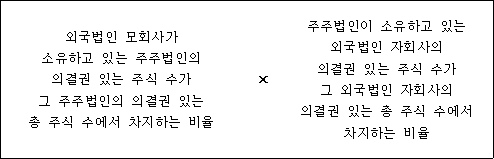 외국법인 모회사가
소유하고 있는 주주법인의
의결권 있는 주식 수가
그 주주법인의 의결권 있는
총 주식 수에서 차지하는 비율
×
주주법인이 소유하고 있는
외국법인 자회사의
의결권 있는 주식 수가
그 외국법인 자회사의
의결권 있는 총 주식 수에서
차지하는 비율